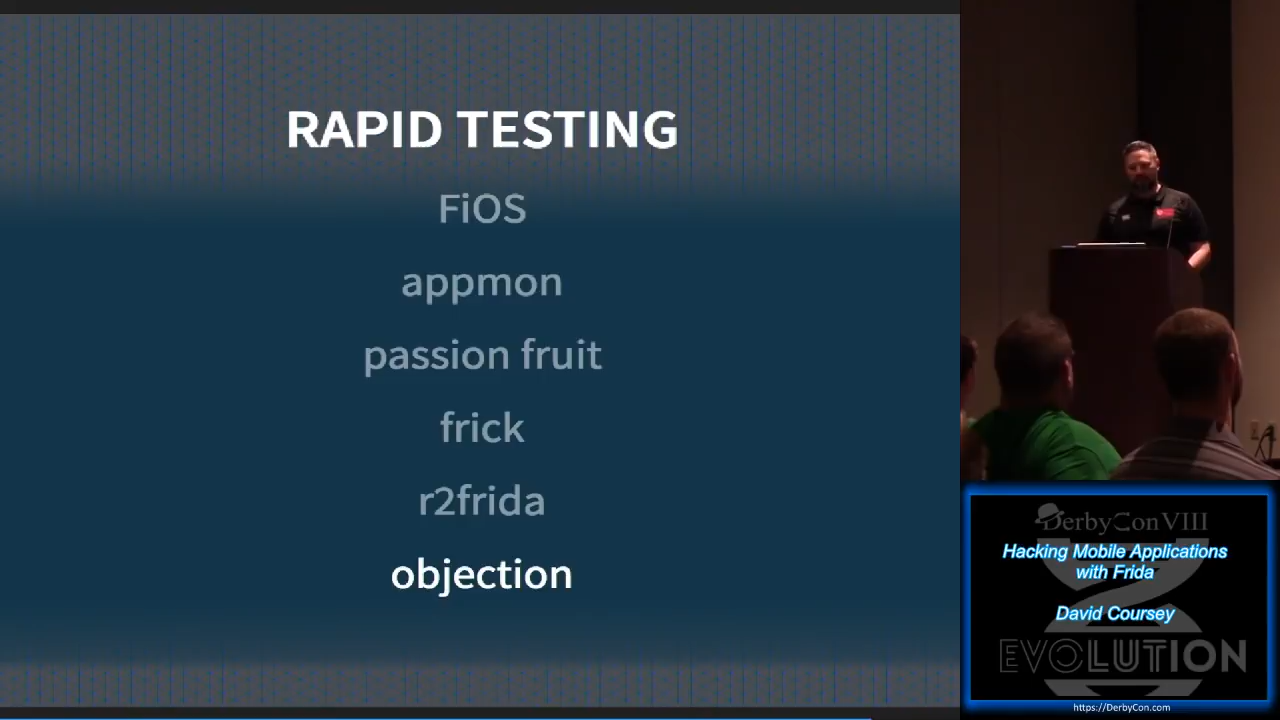 RAPID TESTING
FiOS
appmon
passion fruit
frick
r2frida
objection
DerbyCon VIII
Hacking Mobile Applications
with Frida
David Coursey
EVOLUTION
https://DerbyCon.com